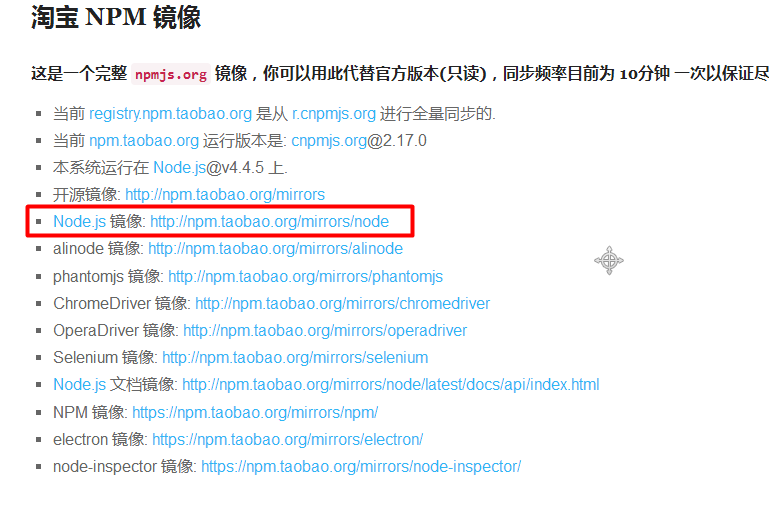 淘宝 NPM 镜像
这是一个完整 npmjs.org 镜像，你可以用此代替官方版本(只读)，同步频率目前为 10分钟 一次以保证尽
当前 registry.npm.taobao.org 是从 r.cnpmjs.org 进行全量同步的.
当前 npm.taobao.org 运行版本是: cnpmjs.org@2.17.0
本系统运行在 Node.js@v4.4.5 上.
开源镜像: http://npm.taobao.org/mirrors
Node.js 镜像: http://npm.taobao.org/mirrors/node
alinode 镜像: http://npm.taobao.org/mirrors/alinode
phantomjs 镜像: http://npm.taobao.org/mirrors/phantomjs
ChromeDriver 镜像: http://npm.taobao.org/mirrors/chromedriver
OperaDriver 镜像: http://npm.taobao.org/mirrors/operadriver
Selenium 镜像: http://npm.taobao.org/mirrors/selenium
Node.js 文档镜像: http://npm.taobao.org/mirrors/node/latest/docs/api/index.html
NPM 镜像: https://npm.taobao.org/mirrors/npm/
electron 镜像: https://npm.taobao.org/mirrors/electron/
node-inspector 镜像: https://npm.taobao.org/mirrors/node-inspector/